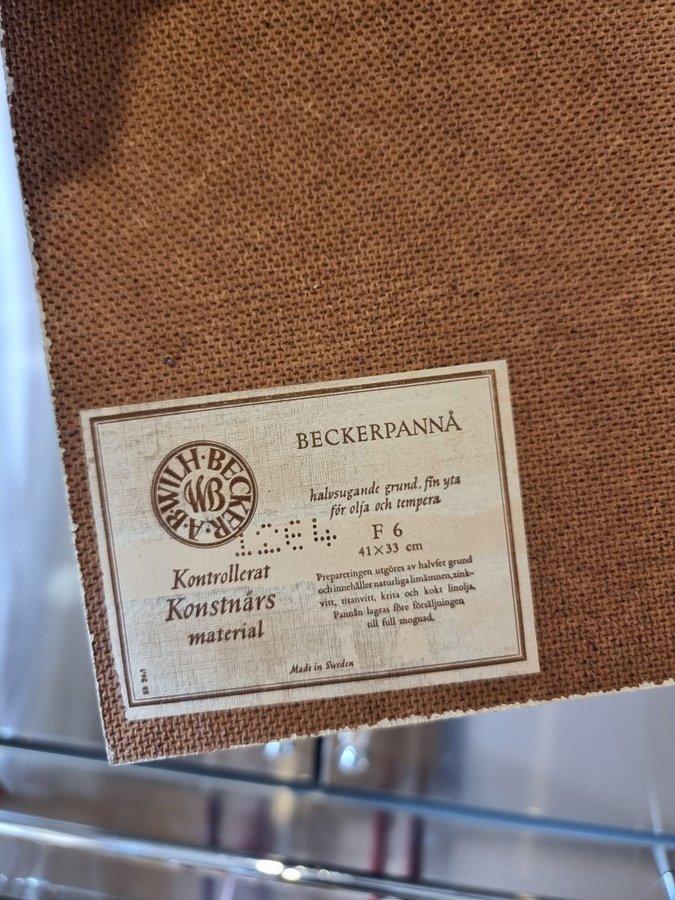 BECKERPANNÅ
A·B·WILH·BECKER·
WB
halvsugande grund, fin yta
för olja och tempera
F 6
41×33 cm
Kontrollerat
Konstnärs
material
Prepareringen utgöres av halvfet grund
och innehåller naturliga limämnen, zink-
vitt, titanvitt, krita och kokt linolja.
Pannån lagras före försäljningen
till full mognad.
Made in Sweden